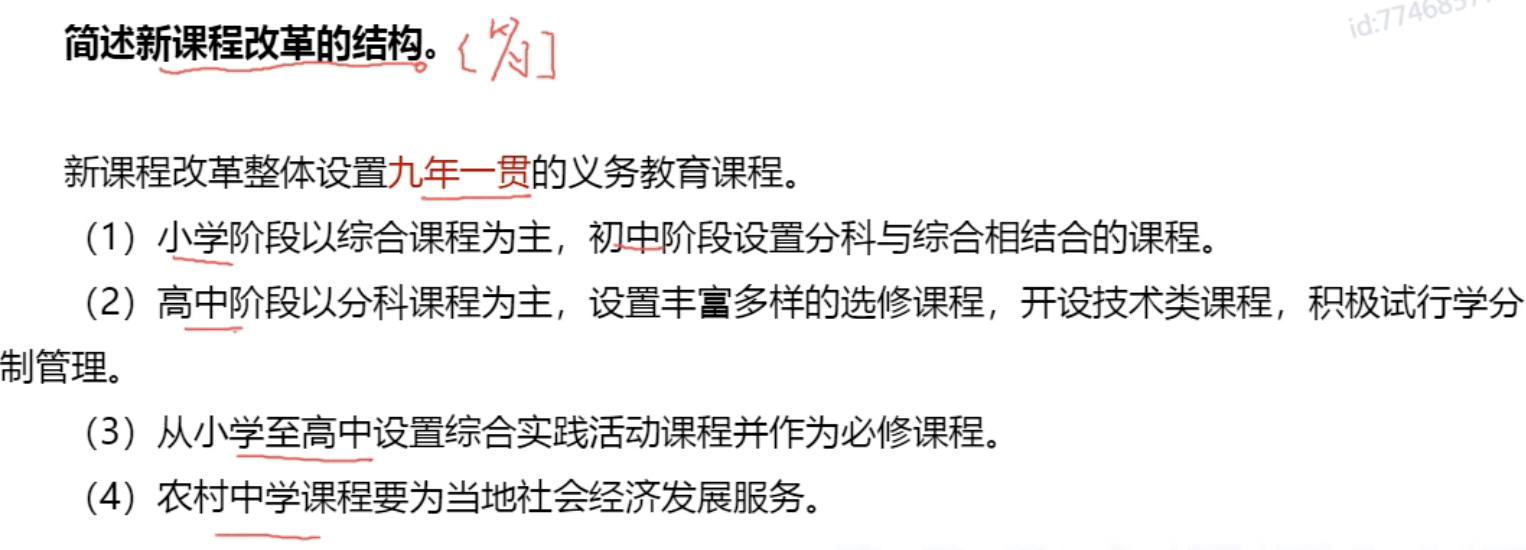 id:7746857
简述新课程改革的结构。
新课程改革整体设置九年一贯的义务教育课程。
（1）小学阶段以综合课程为主，初中阶段设置分科与综合相结合的课程。
（2）高中阶段以分科课程为主，设置丰富多样的选修课程，开设技术类课程，积极试行学分
制管理。
（3）从小学至高中设置综合实践活动课程并作为必修课程。
（4）农村中学课程要为当地社会经济发展服务。